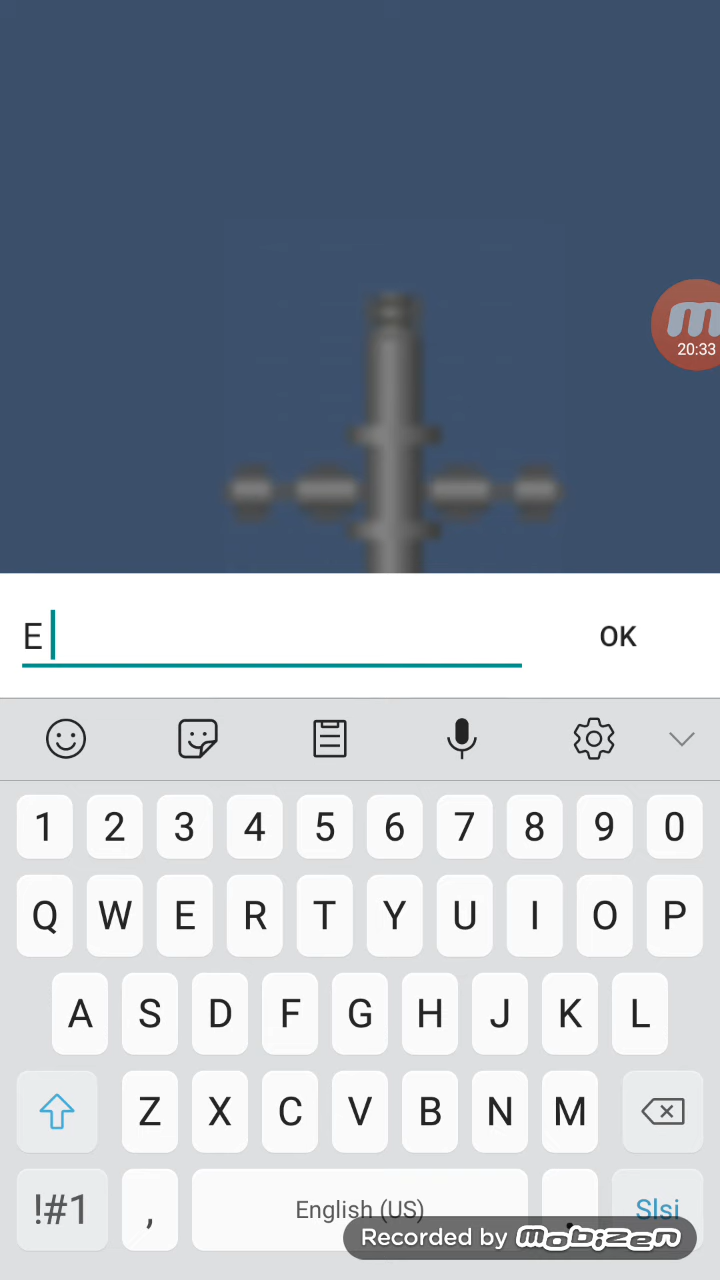 m
20:33
E
OK
1 2 3 4 5 6 7 8 9 0
Q W E R T Y U I O P
A S D F G H J K L
Z X C V B N M
!#1 , English (US) . Slsi
Recorded by mobizen